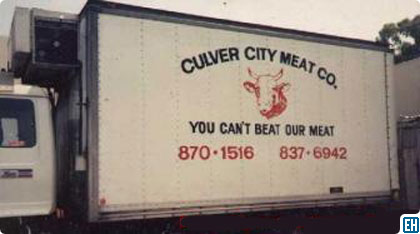 CULVER CITY MEAT CO.
YOU CAN'T BEAT OUR MEAT
870·1516 837·6942
EH